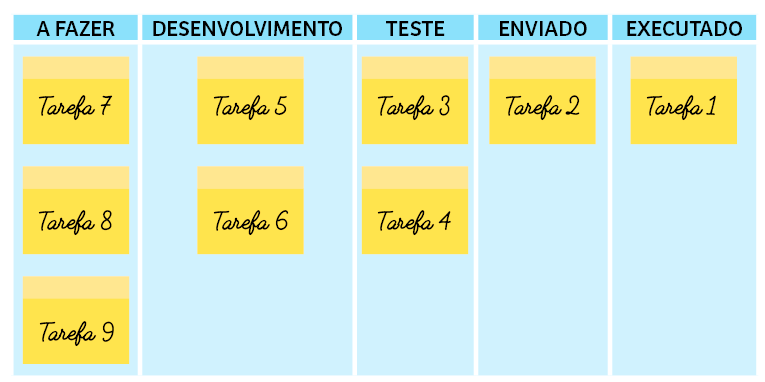 A FAZER
DESENVOLVIMENTO
TESTE
ENVIADO
EXECUTADO
Tarefa 7
Tarefa 5
Tarefa 3
Tarefa 2
Tarefa 1
Tarefa 8
Tarefa 6
Tarefa 4
Tarefa 9